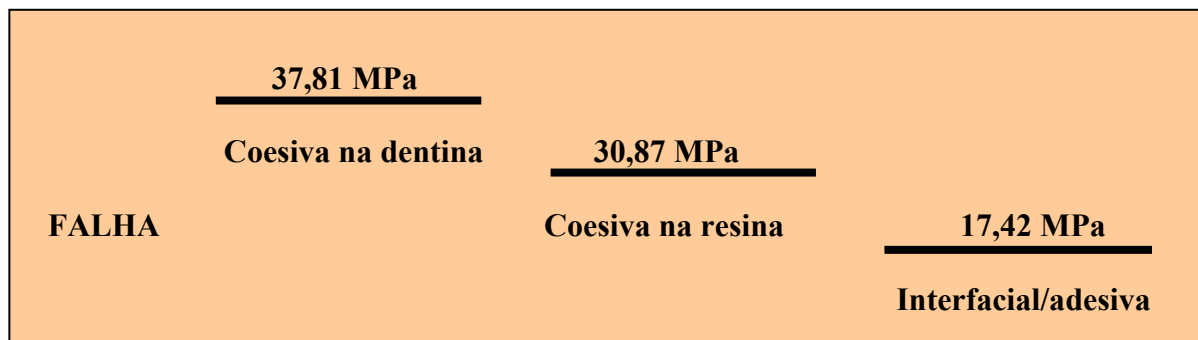 37,81 MPa
Coesiva na dentina
30,87 MPa
FALHA
Coesiva na resina
17,42 MPa
Interfacial/adesiva